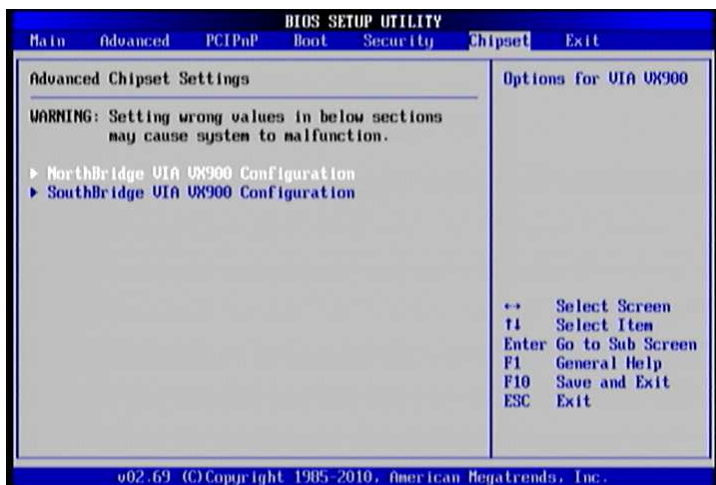 BIOS SETUP UTILITY
Main Advanced PCIPnP Boot Security Chipset Exit
Advanced Chipset Settings
WARNING: Setting wrong values in below sections
may cause system to malfunction.
▶ NorthBridge VIA VX900 Configuration
▶ SouthBridge VIA VX900 Configuration
Options for VIA VX900
↔ Select Screen
↑↓ Select Item
Enter Go to Sub Screen
F1 General Help
F10 Save and Exit
ESC Exit
v02.69 (C)Copyright 1985-2010, American Megatrends, Inc.